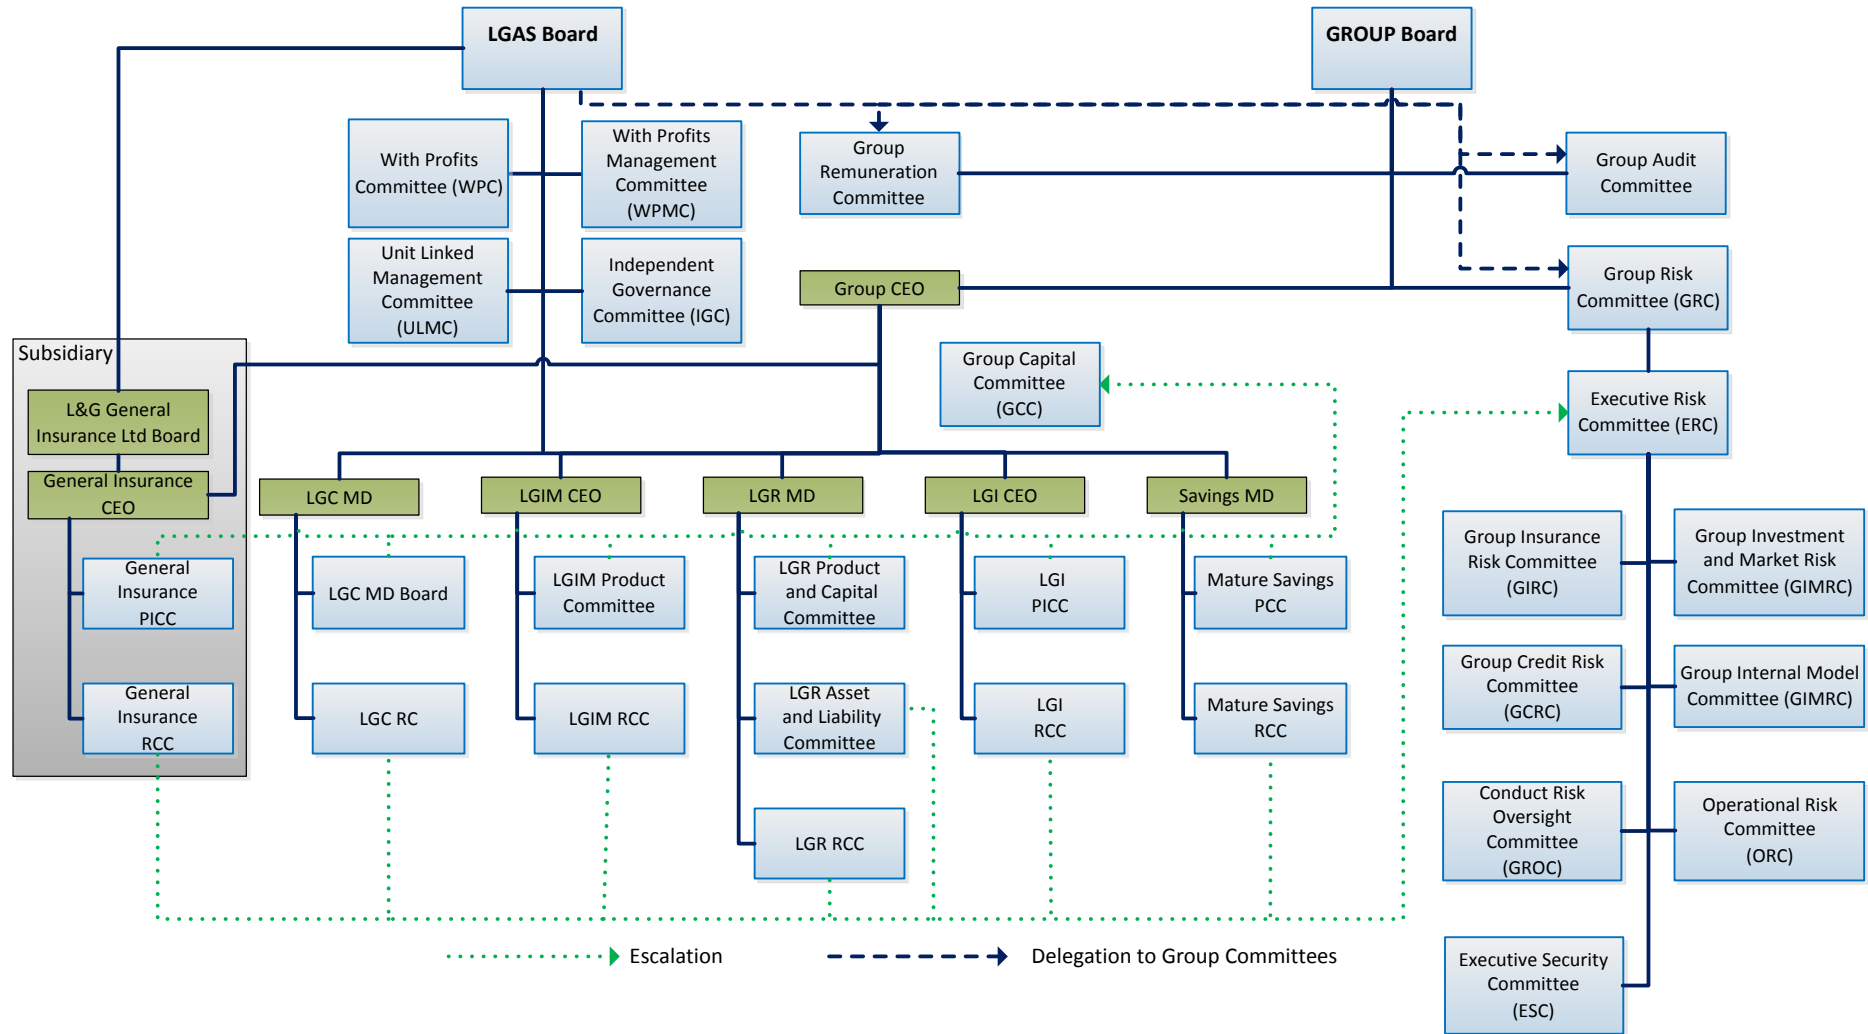 LGAS Board
GROUP Board
With Profits
Committee (WPC)
With Profits
Management
Committee
(WPMC)
Group
Remuneration
Committee
Group Audit
Committee
Unit Linked
Management
Committee
(ULMC)
Independent
Governance
Committee (IGC)
Group CEO
Group Risk
Committee (GRC)
Subsidiary
Group Capital
Committee
(GCC)
L&G General
Insurance Ltd Board
Executive Risk
Committee (ERC)
General Insurance
CEO
LGC MD
LGIM CEO
LGR MD
LGI CEO
Savings MD
General
Insurance
PICC
LGC MD Board
LGIM Product
Committee
LGR Product
and Capital
Committee
LGI
PICC
Mature Savings
PCC
Group Insurance
Risk Committee
(GIRC)
Group Investment
and Market Risk
Committee (GIMRC)
General
Insurance
RCC
LGC RC
LGIM RCC
LGR Asset
and Liability
Committee
LGI
RCC
Mature Savings
RCC
Group Credit Risk
Committee
(GCRC)
Group Internal Model
Committee (GIMRC)
LGR RCC
Conduct Risk
Oversight
Committee
(GROC)
Operational Risk
Committee
(ORC)
Escalation
Delegation to Group Committees
Executive Security
Committee
(ESC)